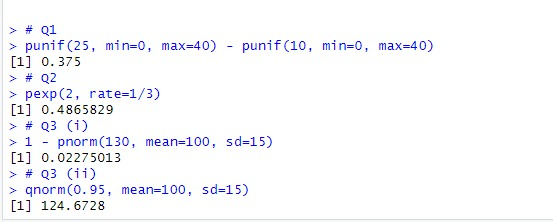 > # Q1
> punif(25, min=0, max=40) - punif(10, min=0, max=40)
[1] 0.375
> # Q2
> pexp(2, rate=1/3)
[1] 0.4865829
> # Q3 (i)
> 1 - pnorm(130, mean=100, sd=15)
[1] 0.02275013
> # Q3 (ii)
> qnorm(0.95, mean=100, sd=15)
[1] 124.6728